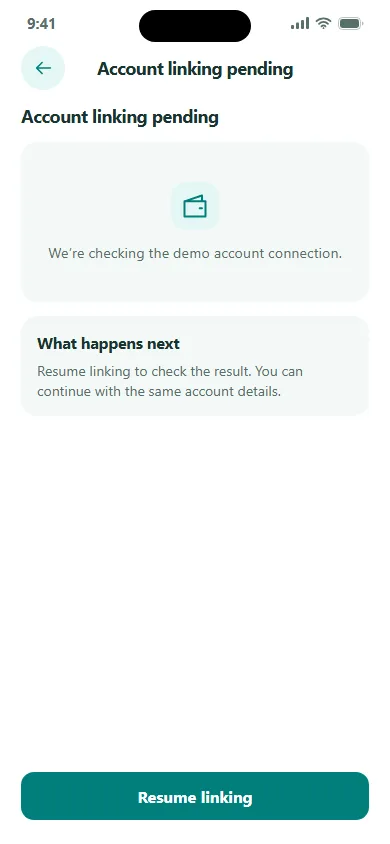 9:41
Account linking pending
Account linking pending
We're checking the demo account connection.
What happens next
Resume linking to check the result. You can
continue with the same account details.
Resume linking